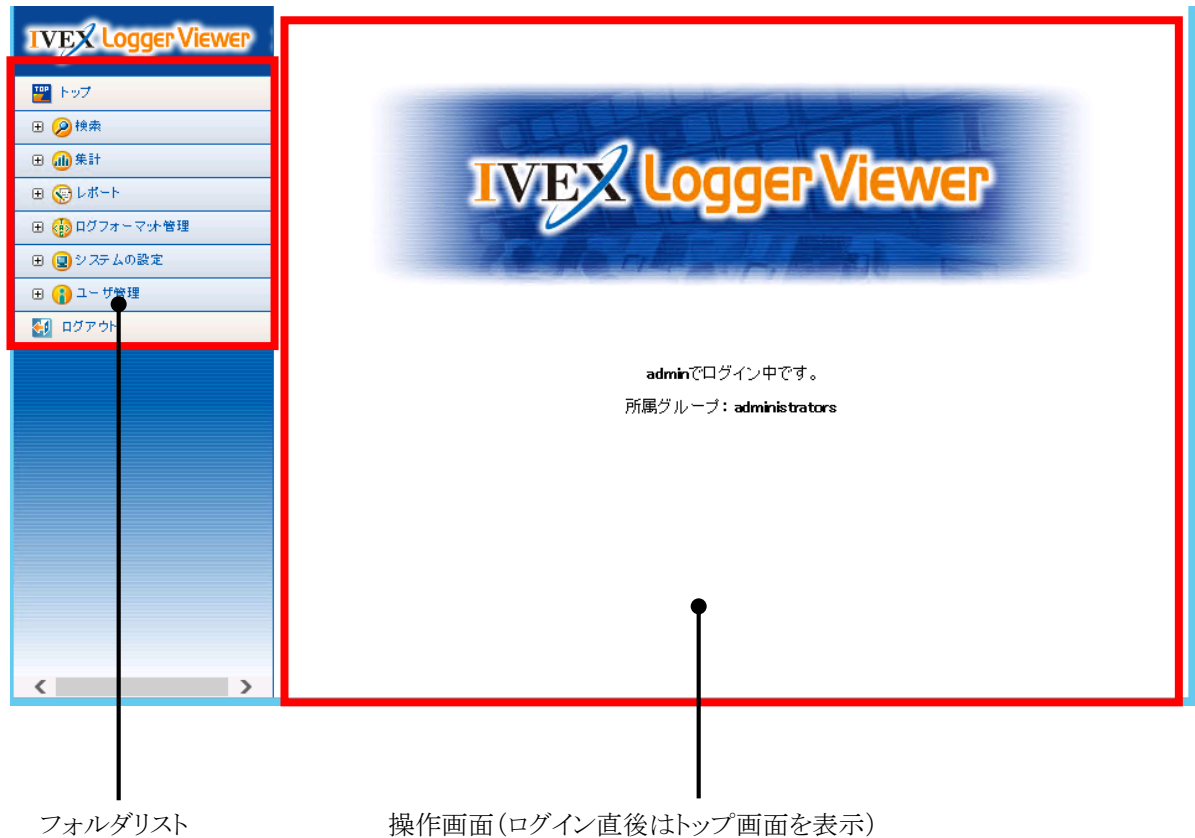 IVEX Logger Viewer
TOP トップ
検索
集計
レポート
ログフォーマット管理
システムの設定
ユーザ管理
ログアウト
IVEX Logger Viewer
adminでログイン中です。
所属グループ：administrators
フォルダリスト
操作画面（ログイン直後はトップ画面を表示）